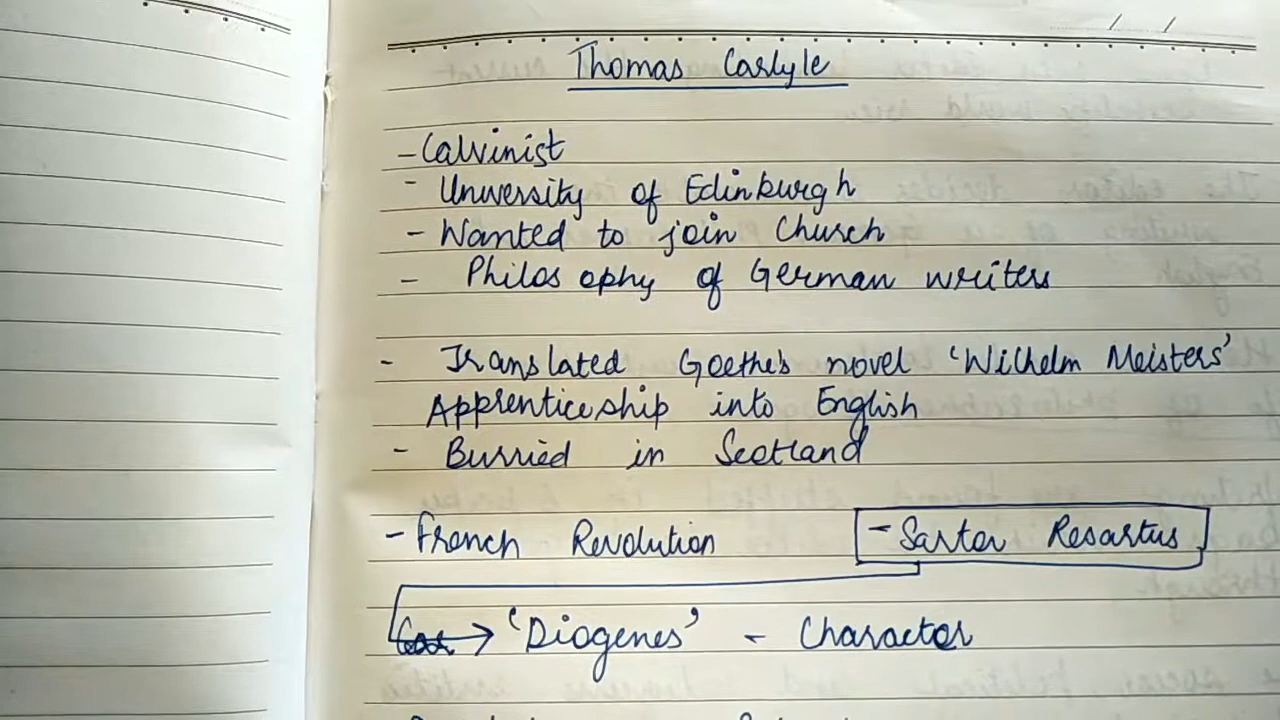 Thomas Carlyle
- Calvinist
- University of Edinburgh
- Wanted to join Church
- Philosophy of German writers
- Translated Goethe's novel 'Wilhelm Meisters'
Apprenticeship into English
- Burried in Scotland
- French Revolution - Sartor Resartus
→ 'Diogenes' - Character